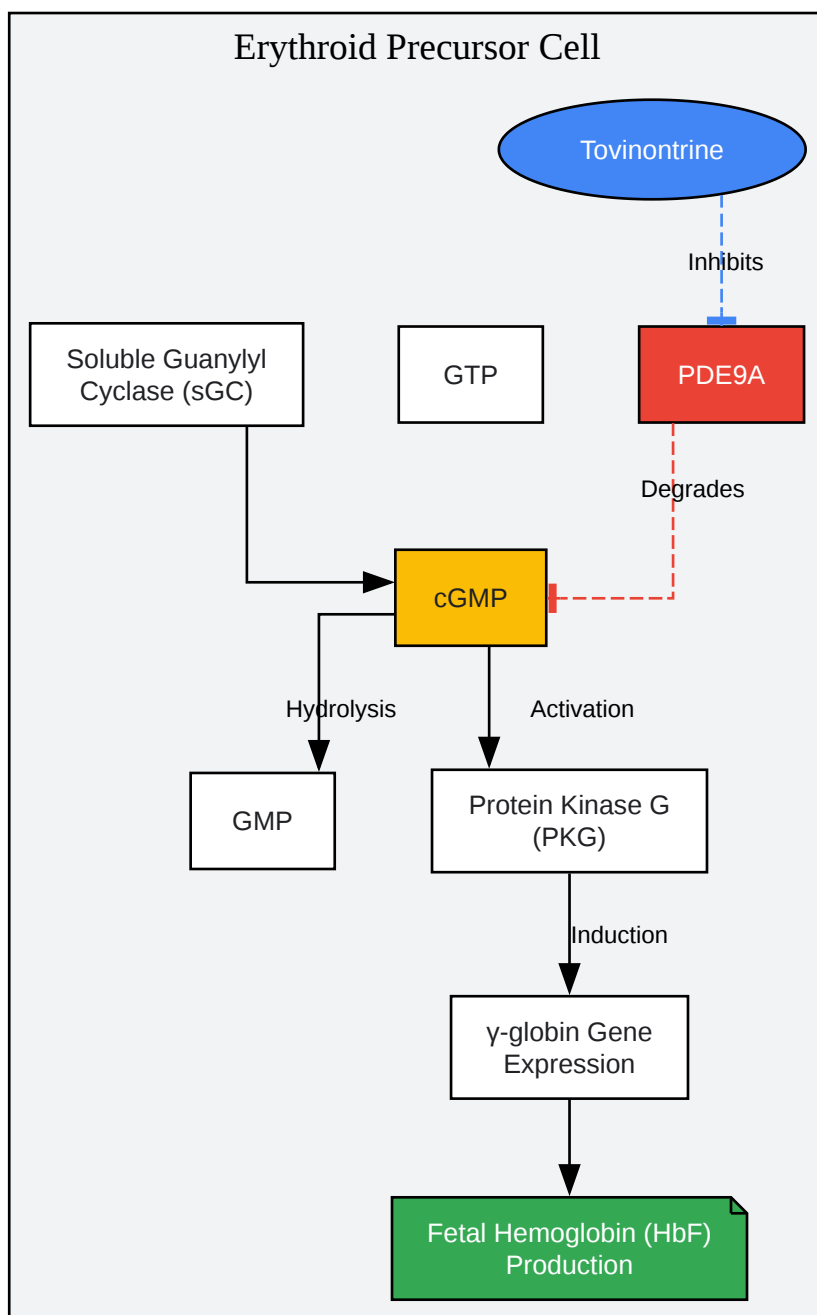 Erythroid Precursor Cell
Tovinontrine
Inhibits
Soluble Guanylyl
Cyclase (sGC)
GTP
PDE9A
Degrades
cGMP
Hydrolysis
Activation
GMP
Protein Kinase G
(PKG)
Induction
γ-globin Gene
Expression
Fetal Hemoglobin (HbF)
Production